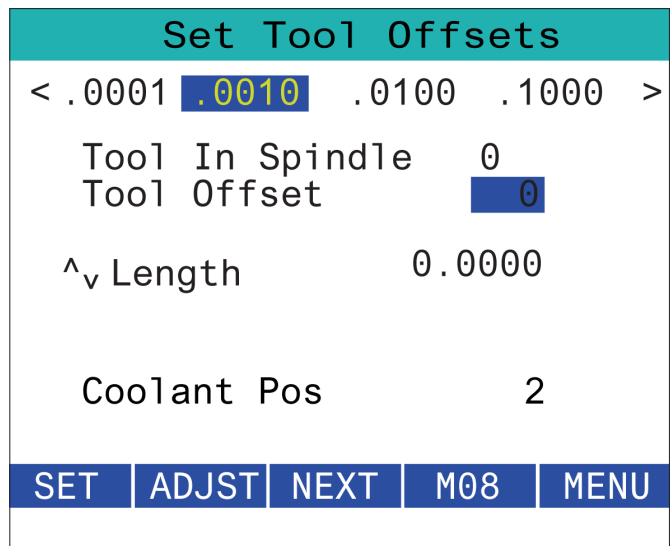 Set Tool Offsets
< .0001 .0010 .0100 .1000 >
Tool In Spindle 0
Tool Offset 0
^v Length 0.0000
Coolant Pos 2
SET ADJST NEXT M08 MENU